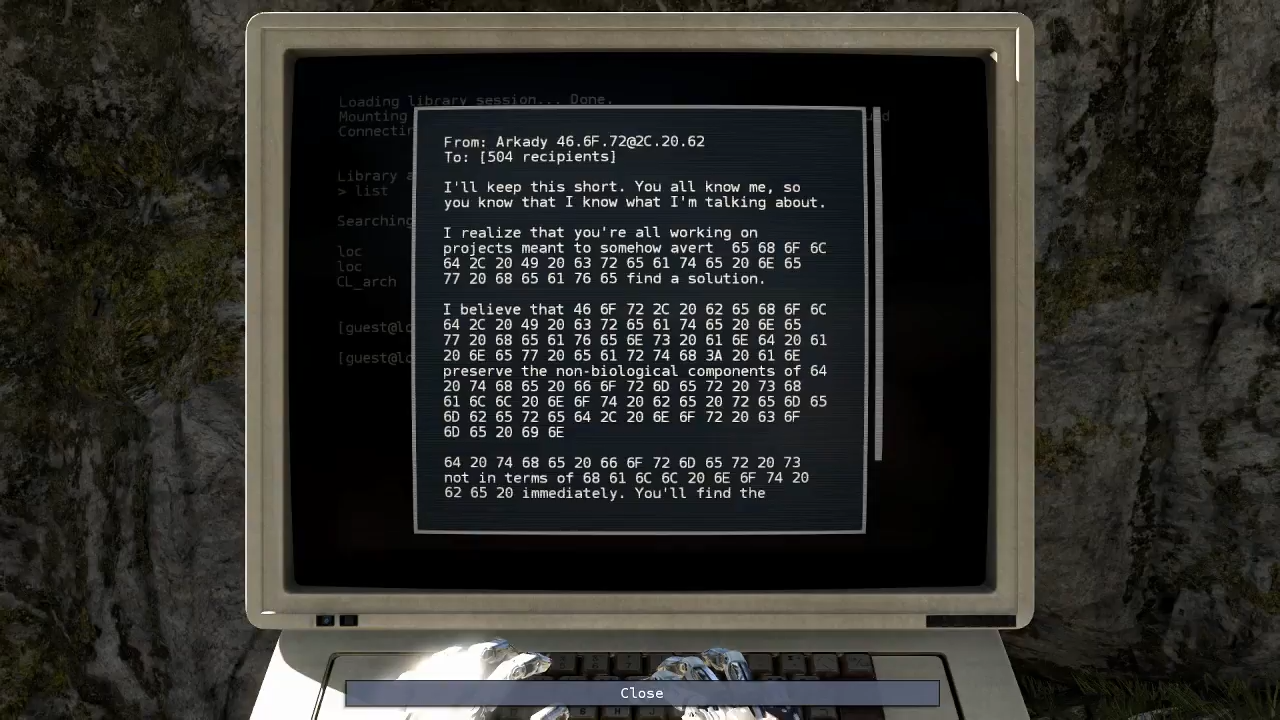 Loading library session... Done.
Mounting
Connectin
Library a
> list
Searching
loc
loc
CL_arch
[guest@lo
[guest@lo
From: Arkady 46.6F.72@2C.20.62
To: [504 recipients]
I'll keep this short. You all know me, so
you know that I know what I'm talking about.
I realize that you're all working on
projects meant to somehow avert  65 68 6F 6C
64 2C 20 49 20 63 72 65 61 74 65 20 6E 65
77 20 68 65 61 76 65 find a solution.
I believe that 46 6F 72 2C 20 62 65 68 6F 6C
64 2C 20 49 20 63 72 65 61 74 65 20 6E 65
77 20 68 65 61 76 65 6E 73 20 61 6E 64 20 61
20 6E 65 77 20 65 61 72 74 68 3A 20 61 6E
preserve the non-biological components of 64
20 74 68 65 20 66 6F 72 6D 65 72 20 73 68
61 6C 6C 20 6E 6F 74 20 62 65 20 72 65 6D 65
6D 62 65 72 65 64 2C 20 6E 6F 72 20 63 6F
6D 65 20 69 6E
64 20 74 68 65 20 66 6F 72 6D 65 72 20 73
not in terms of 68 61 6C 6C 20 6E 6F 74 20
62 65 20 immediately. You'll find the
Close